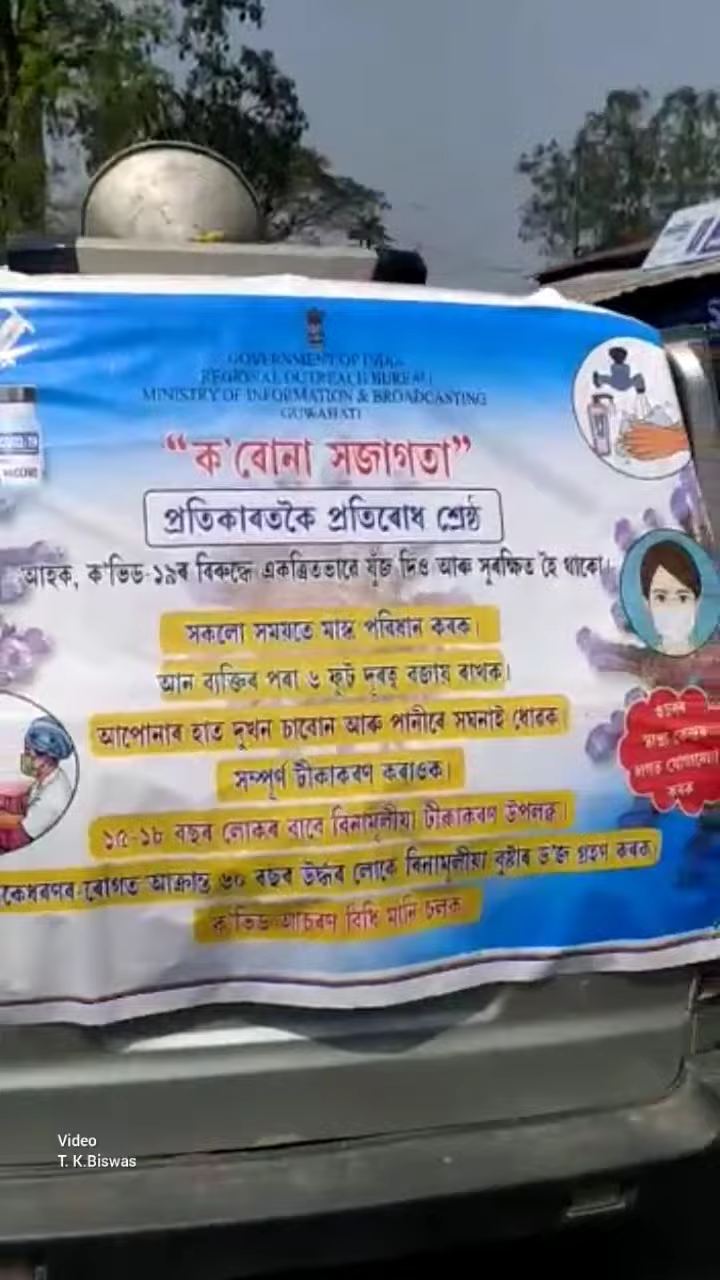 GOVERNMENT OF INDIA
REGIONAL OUTREACH BUREAU
MINISTRY OF INFORMATION & BROADCASTING
GUWAHATI
“ক'ৰোনা সজাগতা”
প্ৰতিকাৰতকৈ প্ৰতিৰোধ শ্ৰেষ্ঠ
আহক, ক'ভিড-১৯ৰ বিৰুদ্ধে একত্ৰিতভাৱে যুঁজ দিওঁ আৰু সুৰক্ষিত হৈ থাকো।
সকলো সময়তে মাস্ক পৰিধান কৰক।
আন ব্যক্তিৰ পৰা ৬ ফুট দূৰত্ব বজায় ৰাখক।
আপোনাৰ হাত দুখন চাবোন আৰু পানীৰে সঘনাই ধোৱক।
সম্পূৰ্ণ টীকাকৰণ কৰাওক।
১৫-১৮ বছৰ লোকৰ বাবে বিনামূলীয়া টীকাকৰণ উপলব্ধ।
ৰোগত আক্ৰান্ত ৬০ বছৰ উৰ্দ্ধৰ লোকে বিনামূলীয়া বুষ্টাৰ ড'জ গ্ৰহণ কৰক।
ক'ভিড আচৰণ বিধি মানি চলক
VACCINE
কৰক
Video
T. K.Biswas